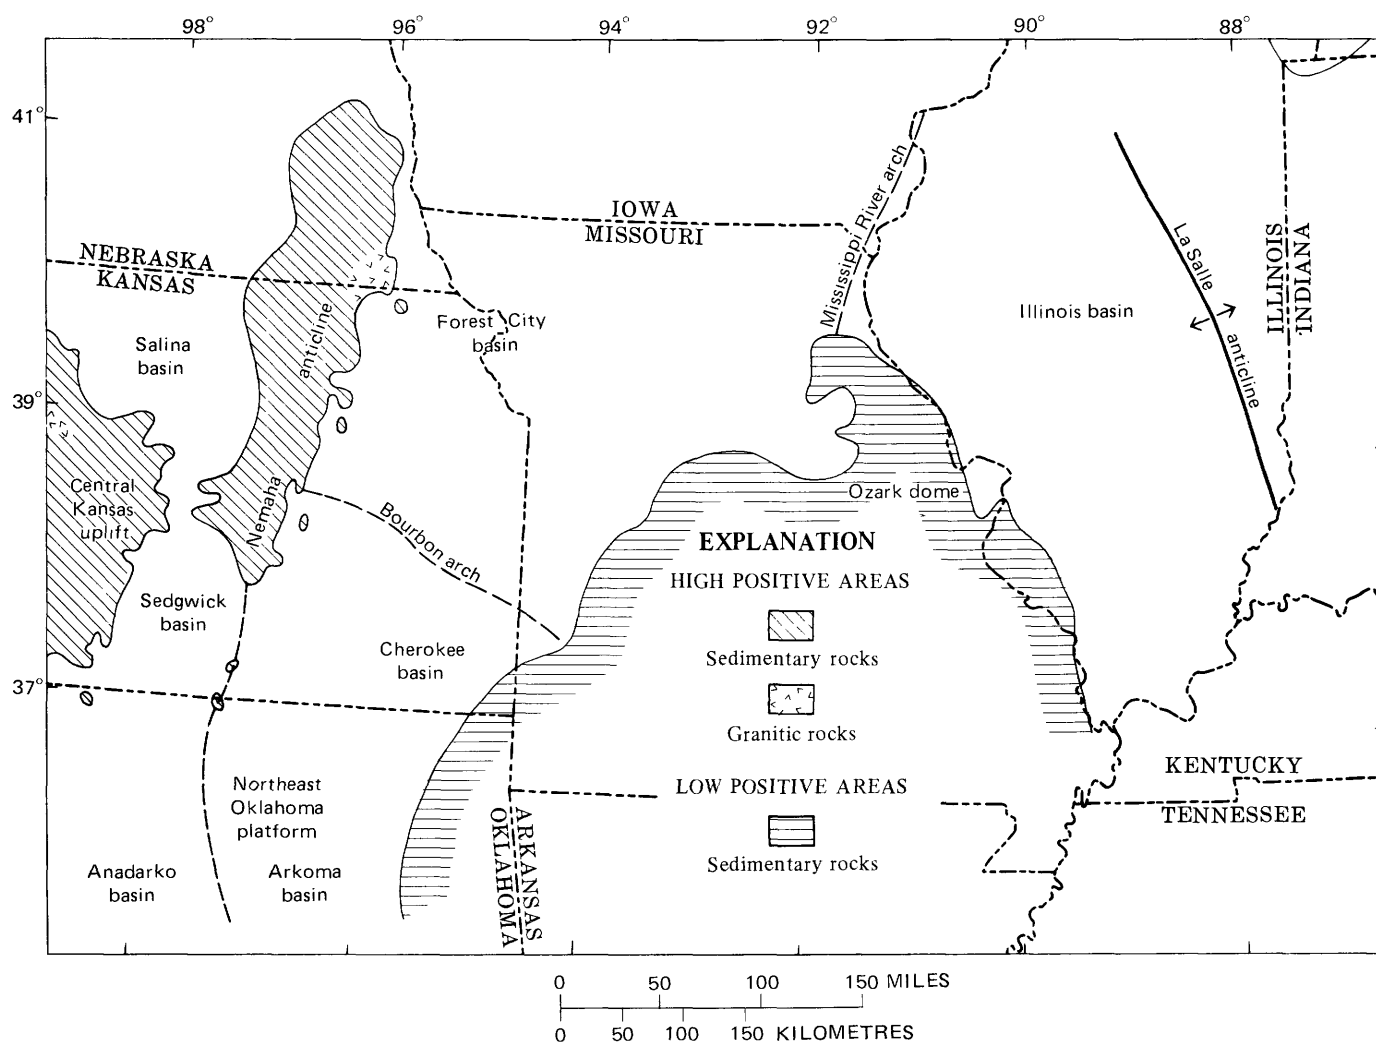 98° 96° 94° 92° 90° 88°
41°
39°
37°
NEBRASKA
KANSAS
IOWA
MISSOURI
ILLINOIS
INDIANA
Mississippi River arch
La Salle
anticline
Illinois basin
Salina
basin
Forest City
basin
Nemaha
anticline
Central
Kansas
uplift
Bourbon arch
Ozark dome
Sedgwick
basin
Cherokee
basin
Northeast
Oklahoma
platform
Anadarko
basin
Arkoma
basin
OKLAHOMA
ARKANSAS
KENTUCKY
TENNESSEE
EXPLANATION
HIGH POSITIVE AREAS
Sedimentary rocks
Granitic rocks
LOW POSITIVE AREAS
Sedimentary rocks
0 50 100 150 MILES
0 50 100 150 KILOMETRES